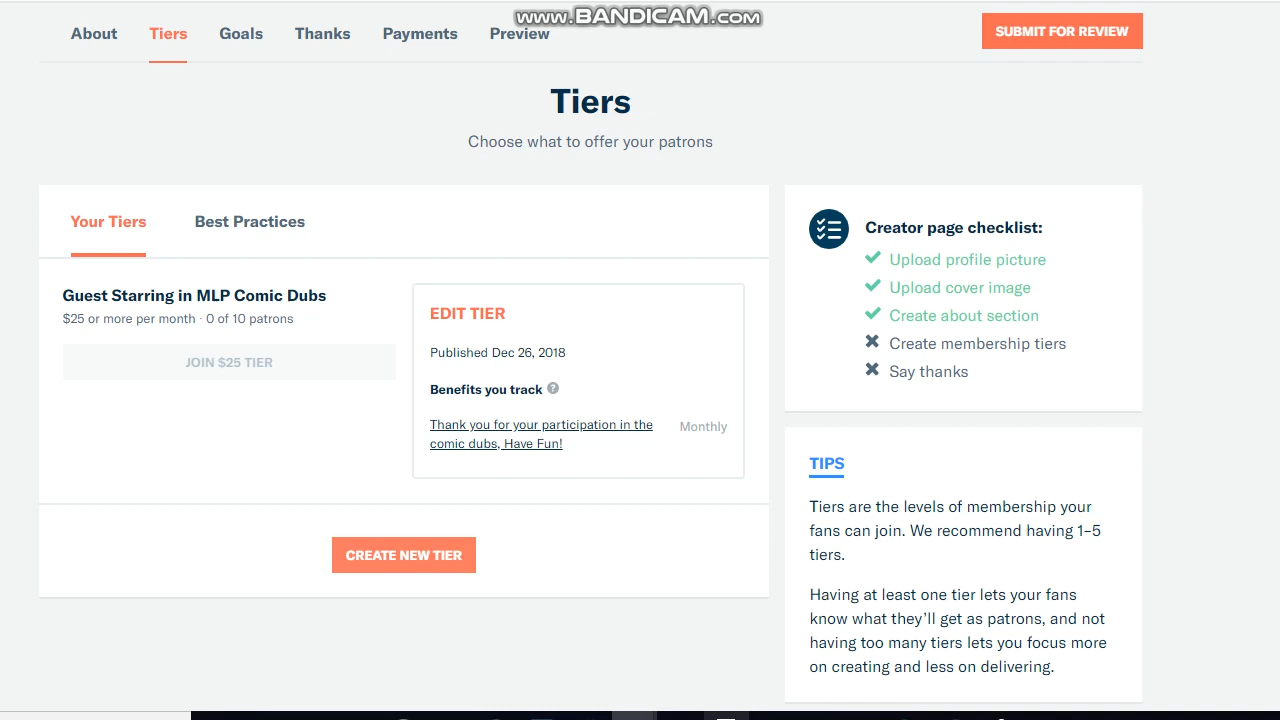 www.BANDICAM.com
About Tiers Goals Thanks Payments Preview SUBMIT FOR REVIEW
Tiers
Choose what to offer your patrons
Your Tiers Best Practices
Guest Starring in MLP Comic Dubs
$25 or more per month · 0 of 10 patrons
JOIN $25 TIER
EDIT TIER
Published Dec 26, 2018
Benefits you track ?
Thank you for your participation in the Monthly
comic dubs, Have Fun!
CREATE NEW TIER
Creator page checklist:
Upload profile picture
Upload cover image
Create about section
Create membership tiers
Say thanks
TIPS
Tiers are the levels of membership your
fans can join. We recommend having 1–5
tiers.
Having at least one tier lets your fans
know what they’ll get as patrons, and not
having too many tiers lets you focus more
on creating and less on delivering.